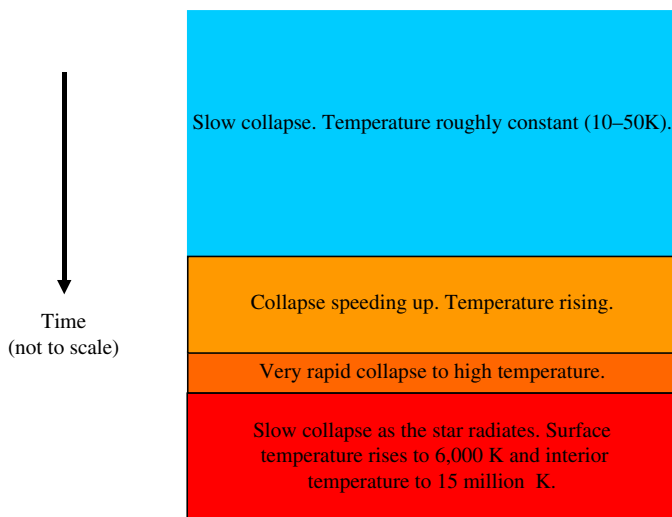 Slow collapse. Temperature roughly constant (10–50K).
Collapse speeding up. Temperature rising.
Time
(not to scale)
Very rapid collapse to high temperature.
Slow collapse as the star radiates. Surface
temperature rises to 6,000 K and interior
temperature to 15 million  K.